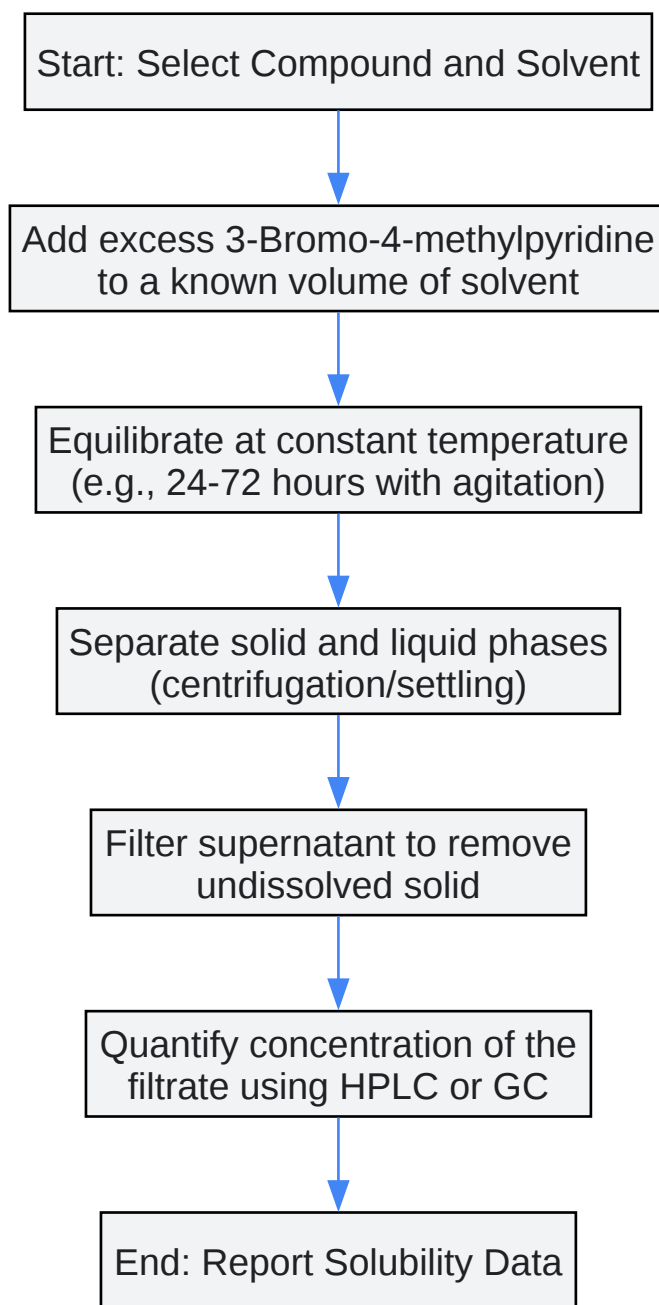 Start: Select Compound and Solvent
Add excess 3-Bromo-4-methylpyridine
to a known volume of solvent
Equilibrate at constant temperature
(e.g., 24-72 hours with agitation)
Separate solid and liquid phases
(centrifugation/settling)
Filter supernatant to remove
undissolved solid
Quantify concentration of the
filtrate using HPLC or GC
End: Report Solubility Data